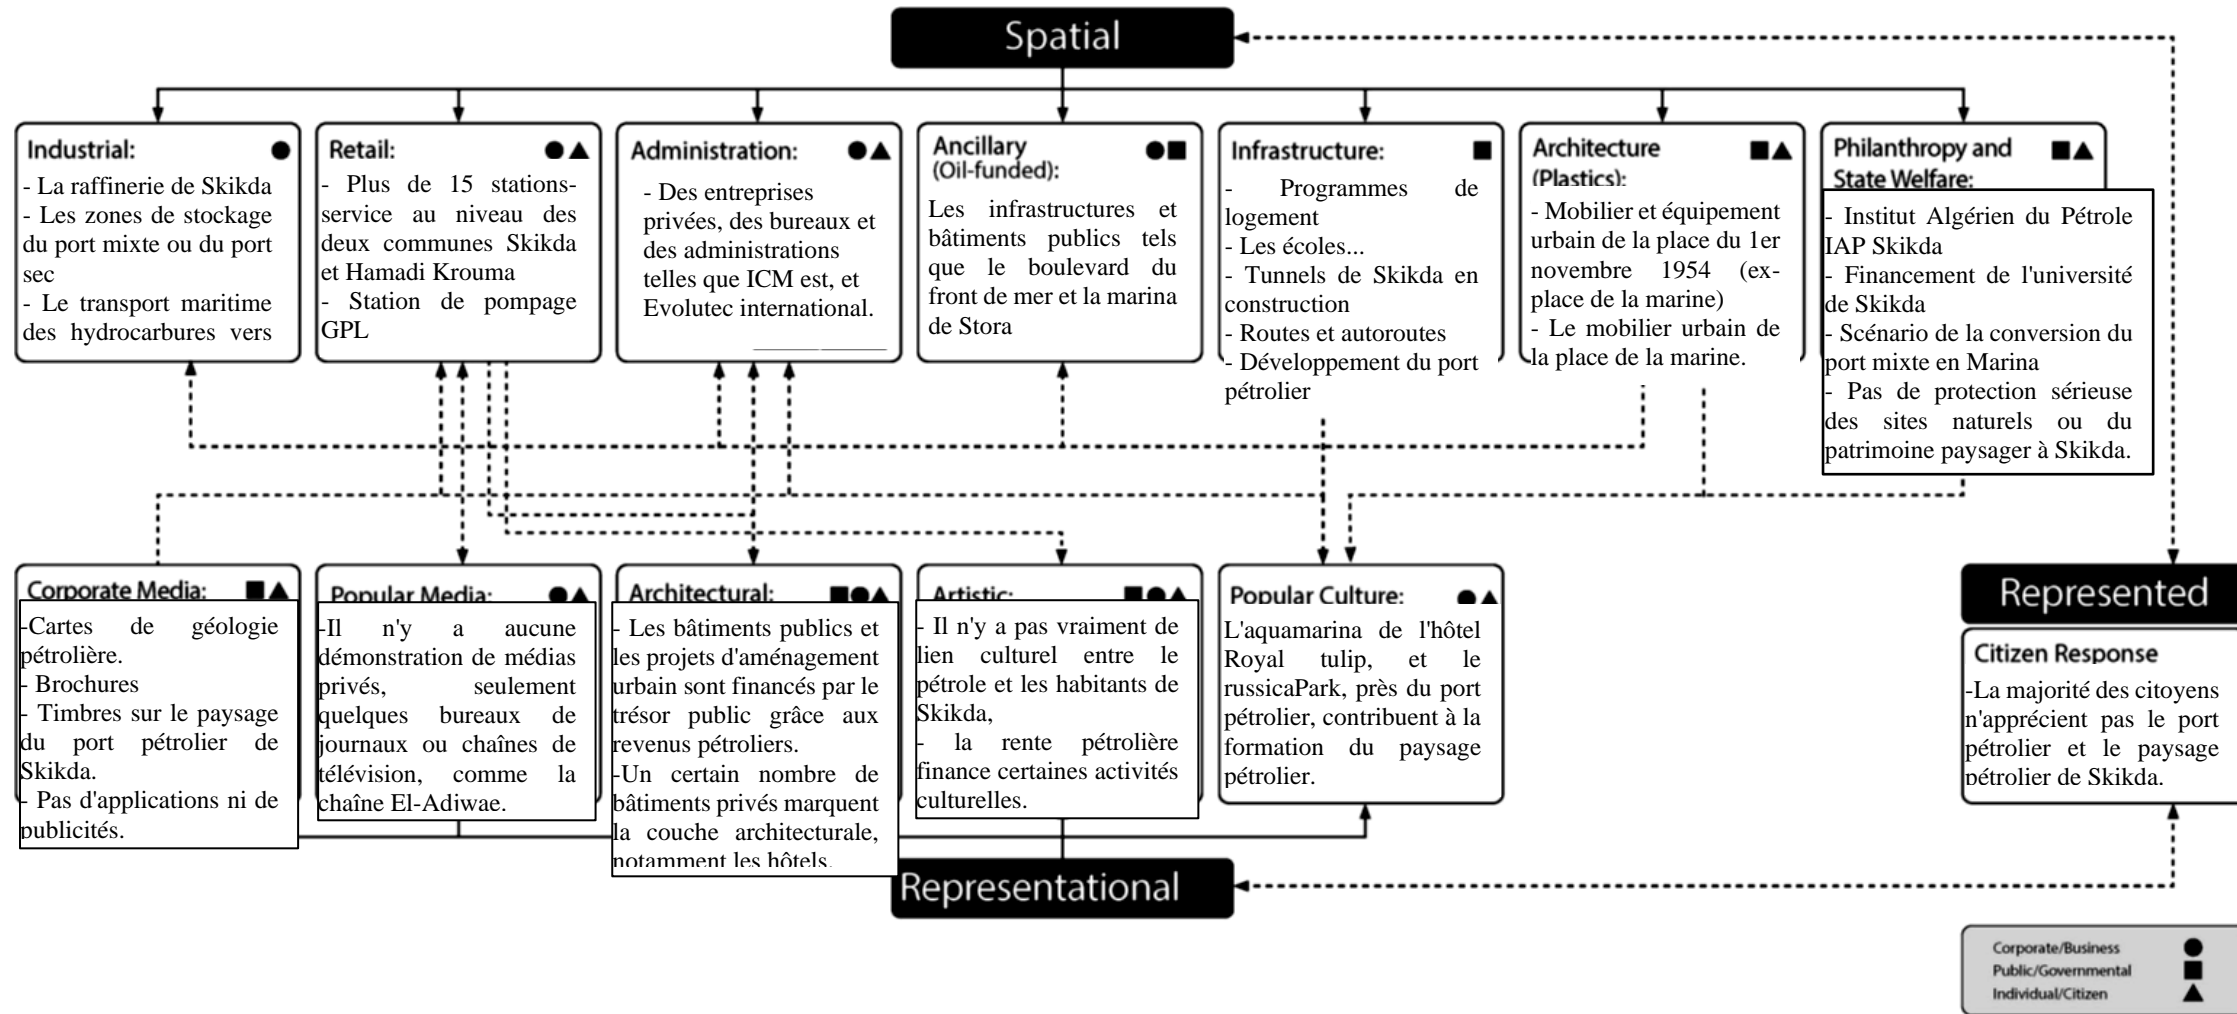 Spatial
Industrial:
- La raffinerie de Skikda
- Les zones de stockage
du port mixte ou du port
sec
- Le transport maritime
des hydrocarbures vers
Retail:
- Plus de 15 stations-
service au niveau des
deux communes Skikda
et Hamadi Krouma
- Station de pompage
GPL
Administration:
- Des entreprises
privées, des bureaux et
des administrations
telles que ICM est, et
Evolutec international.
Ancillary
(Oil-funded):
Les infrastructures et
bâtiments publics tels
que le boulevard du
front de mer et la marina
de Stora
Infrastructure:
- Programmes de
logement
- Les écoles...
- Tunnels de Skikda en
construction
- Routes et autoroutes
- Développement du port
pétrolier
Architecture
(Plastics):
- Mobilier et équipement
urbain de la place du 1er
novembre 1954 (ex-
place de la marine)
- Le mobilier urbain de
la place de la marine.
Philanthropy and
State Welfare:
- Institut Algérien du Pétrole
IAP Skikda
- Financement de l'université
de Skikda
- Scénario de la conversion du
port mixte en Marina
- Pas de protection sérieuse
des sites naturels ou du
patrimoine paysager à Skikda.
Corporate Media:
-Cartes de géologie
pétrolière.
- Brochures
- Timbres sur le paysage
du port pétrolier de
Skikda.
- Pas d'applications ni de
publicités.
Popular Media:
-Il n'y a aucune
démonstration de médias
privés, seulement
quelques bureaux de
journaux ou chaînes de
télévision, comme la
chaîne El-Adiwae.
Architectural:
- Les bâtiments publics et
les projets d'aménagement
urbain sont financés par le
trésor public grâce aux
revenus pétroliers.
-Un certain nombre de
bâtiments privés marquent
la couche architecturale,
notamment les hôtels.
Artistic:
- Il n'y a pas vraiment de
lien culturel entre le
pétrole et les habitants de
Skikda,
- la rente pétrolière
finance certaines activités
culturelles.
Popular Culture:
L'aquamarina de l'hôtel
Royal tulip, et le
russicaPark, près du port
pétrolier, contribuent à la
formation du paysage
pétrolier.
Represented
Citizen Response
-La majorité des citoyens
n'apprécient pas le port
pétrolier et le paysage
pétrolier de Skikda.
Representational
Corporate/Business
Public/Governmental
Individual/Citizen